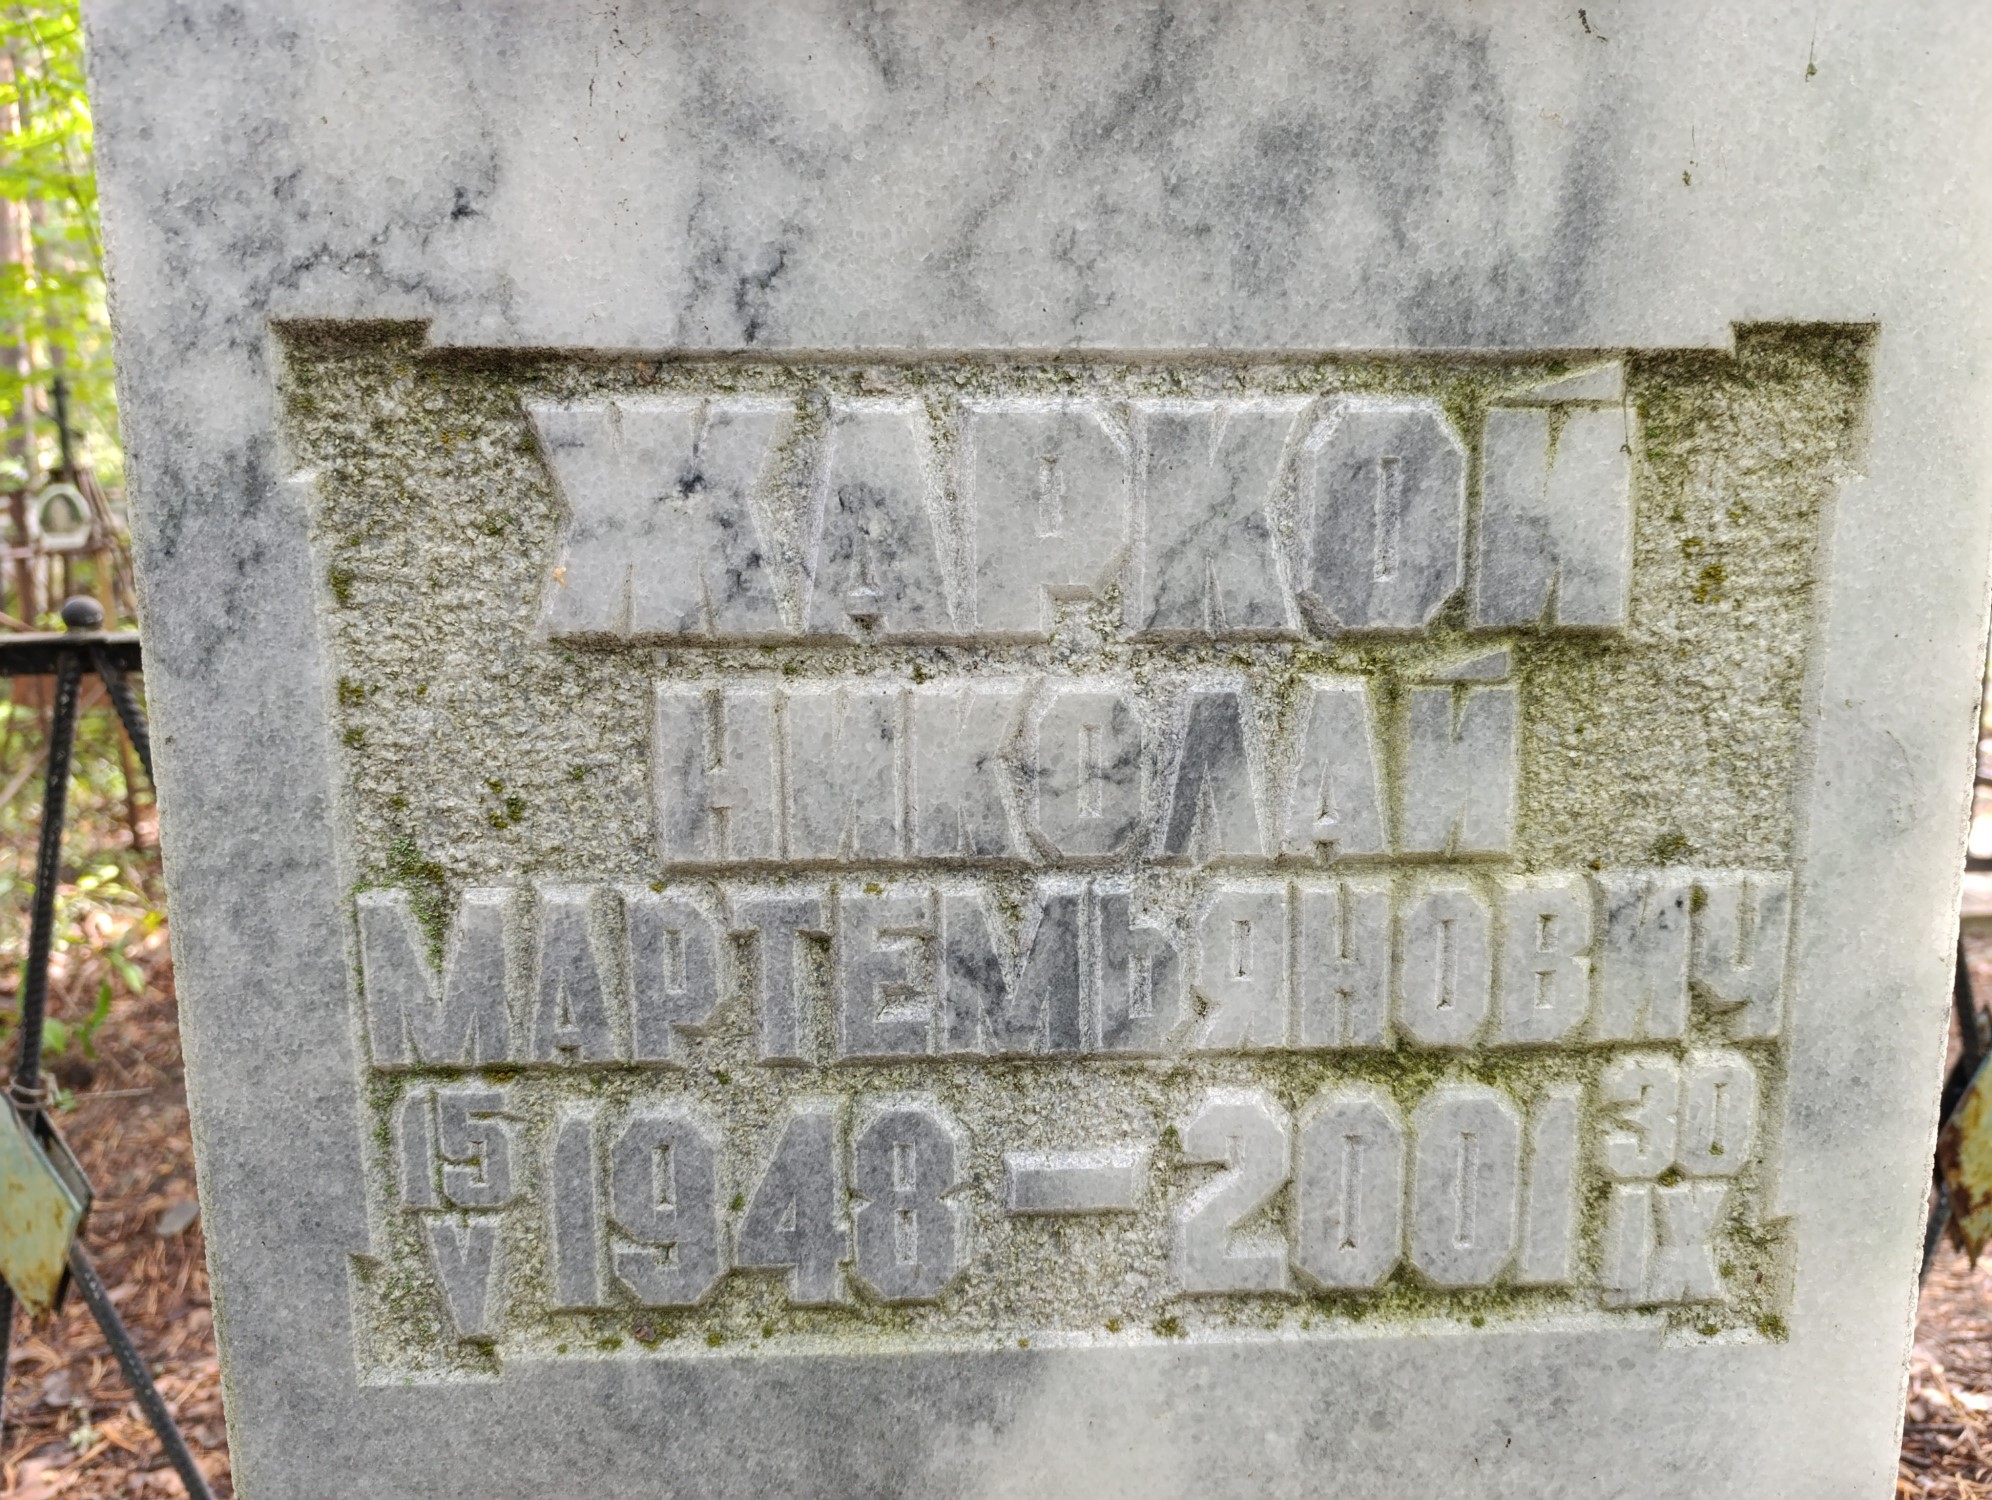 ЖАРКОЙ
НИКОЛАЙ
МАРТЕМЬЯНОВИЧ
15 V 1948 — 2001 30 IX